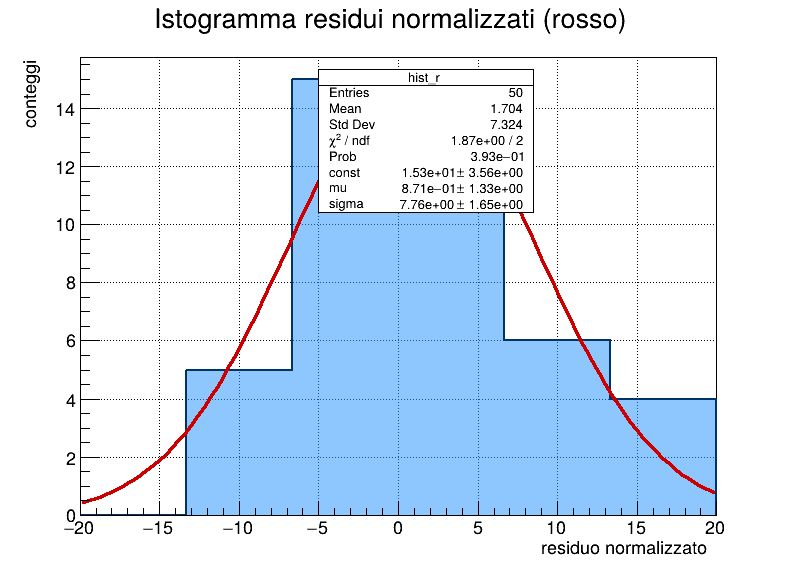 Istogramma residui normalizzati (rosso)
conteggi
hist_r
Entries 50
Mean 1.704
Std Dev 7.324
χ² / ndf 1.87e+00 / 2
Prob 3.93e−01
const 1.53e+01± 3.56e+00
mu 8.71e−01± 1.33e+00
sigma 7.76e+00± 1.65e+00
14
12
10
8
6
4
2
0
−20 −15 −10 −5 0 5 10 15 20
residuo normalizzato